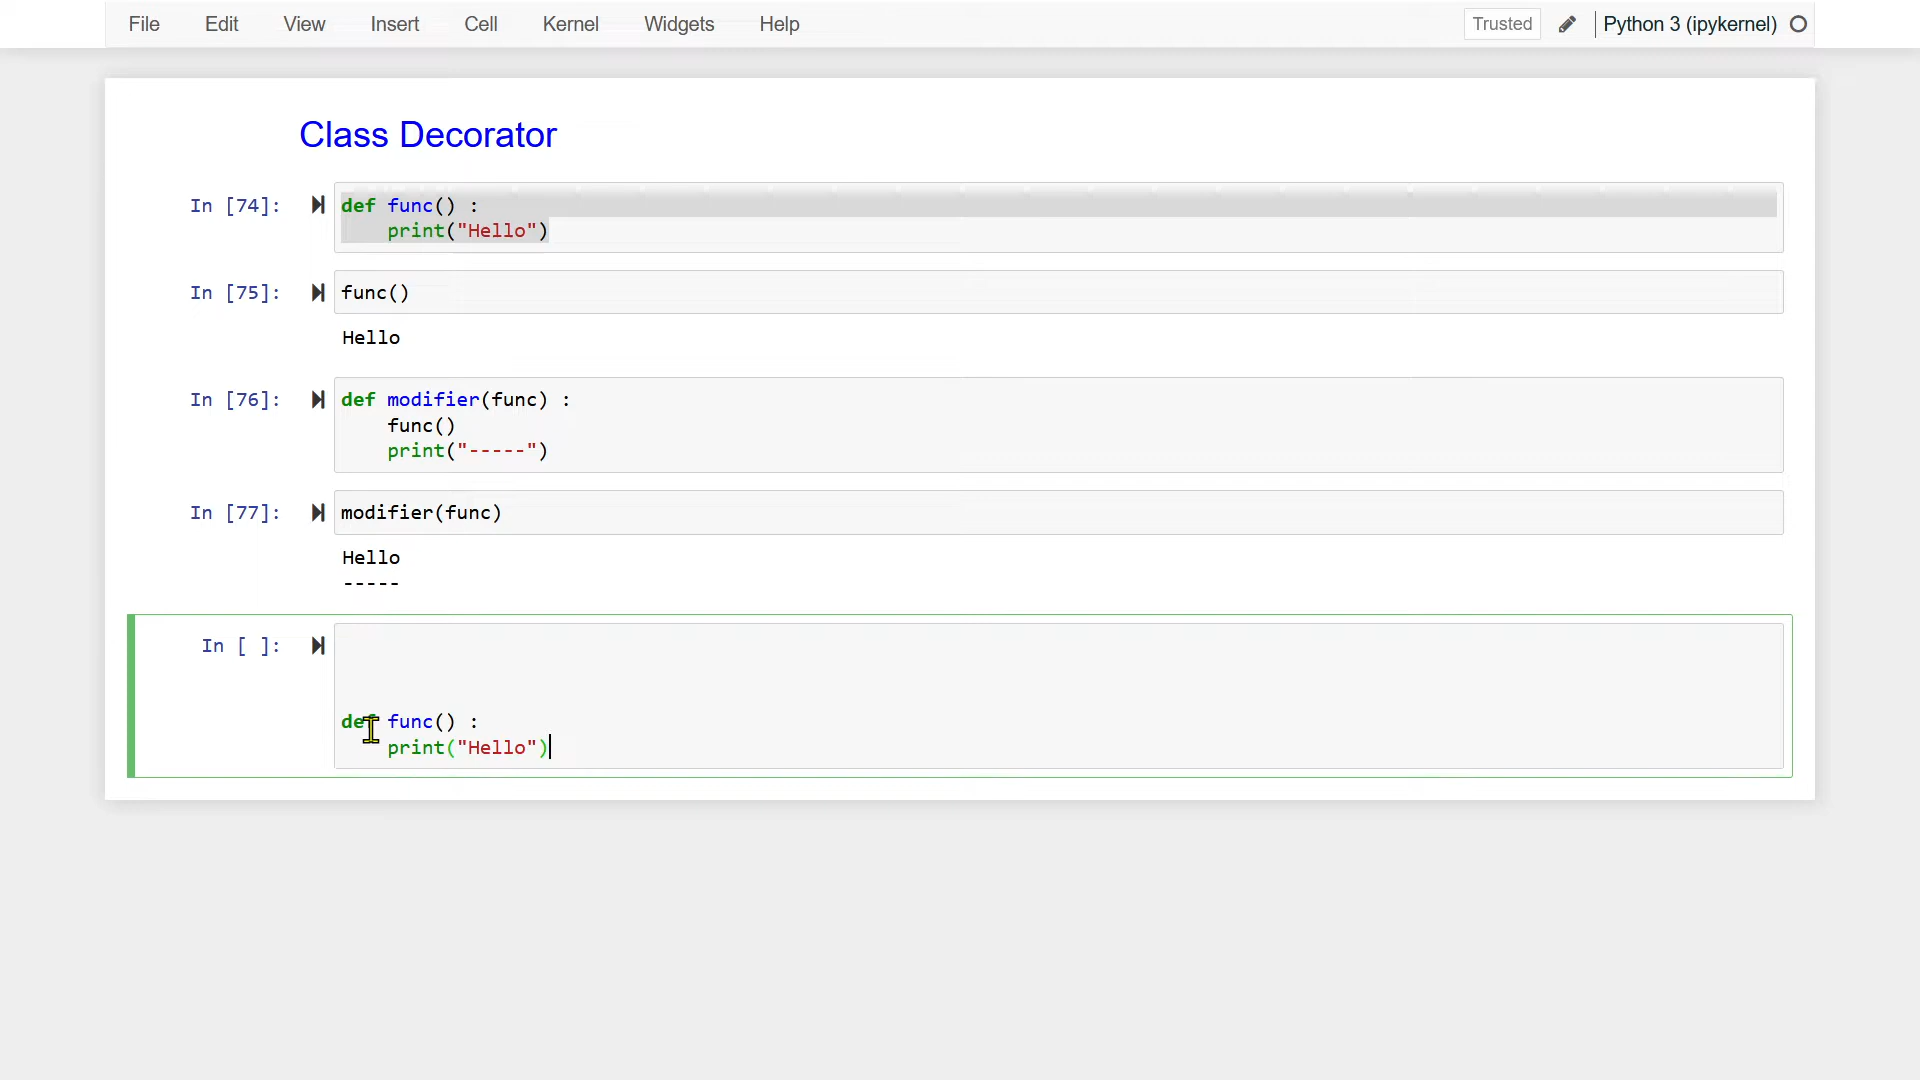 File Edit View Insert Cell Kernel Widgets Help Trusted Python 3 (ipykernel)
Class Decorator
In [74]: def func() :
print("Hello")
In [75]: func()
Hello
In [76]: def modifier(func) :
func()
print("-----")
In [77]: modifier(func)
Hello
-----
In [ ]:
def func() :
print("Hello")